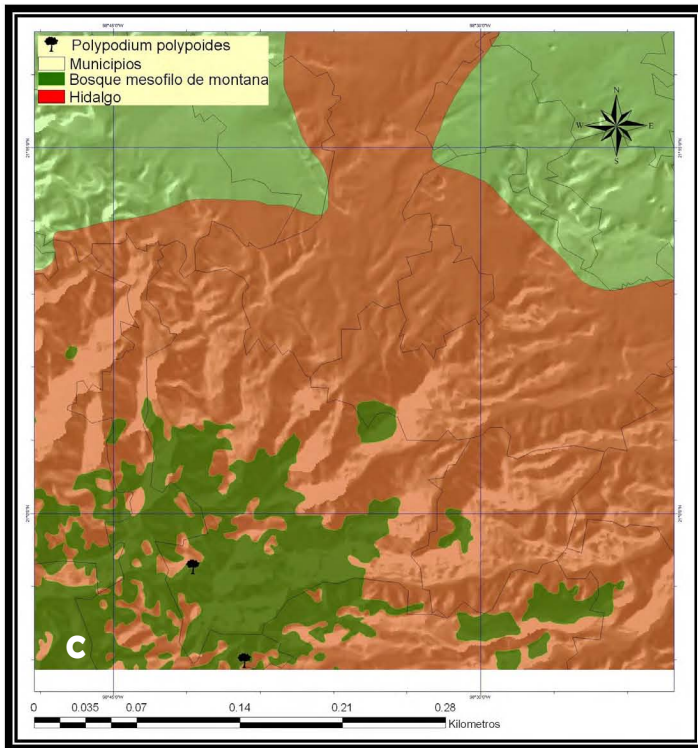 Polypodium polypoides
Municipios
Bosque mesofilo de montana
Hidalgo
N
W E
S
C
0 0.035 0.07 0.14 0.21 0.28
Kilometros